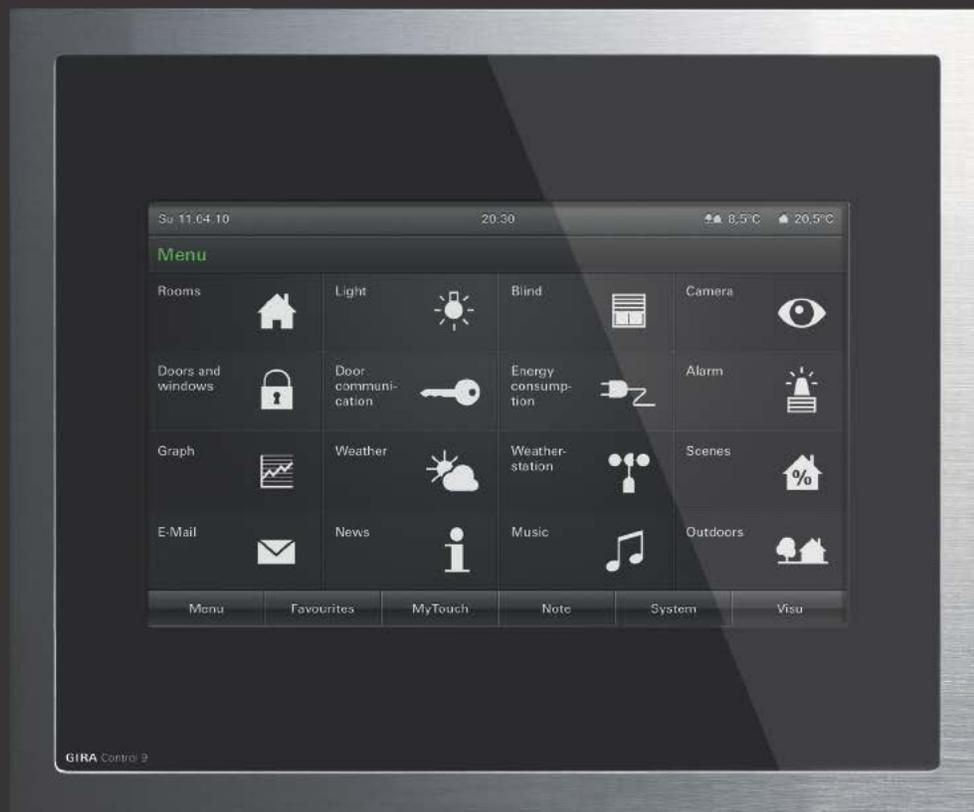 Su 11.04.10 20:30 8,5°C 20,5°C
Menu
Rooms
Light
Blind
Camera
Doors and
windows
Door
communi-
cation
Energy
consump-
tion
Alarm
Graph
Weather
Weather-
station
Scenes
%
E-Mail
News
Music
Outdoors
Menu Favourites MyTouch Note System Visu
GIRA Control 9